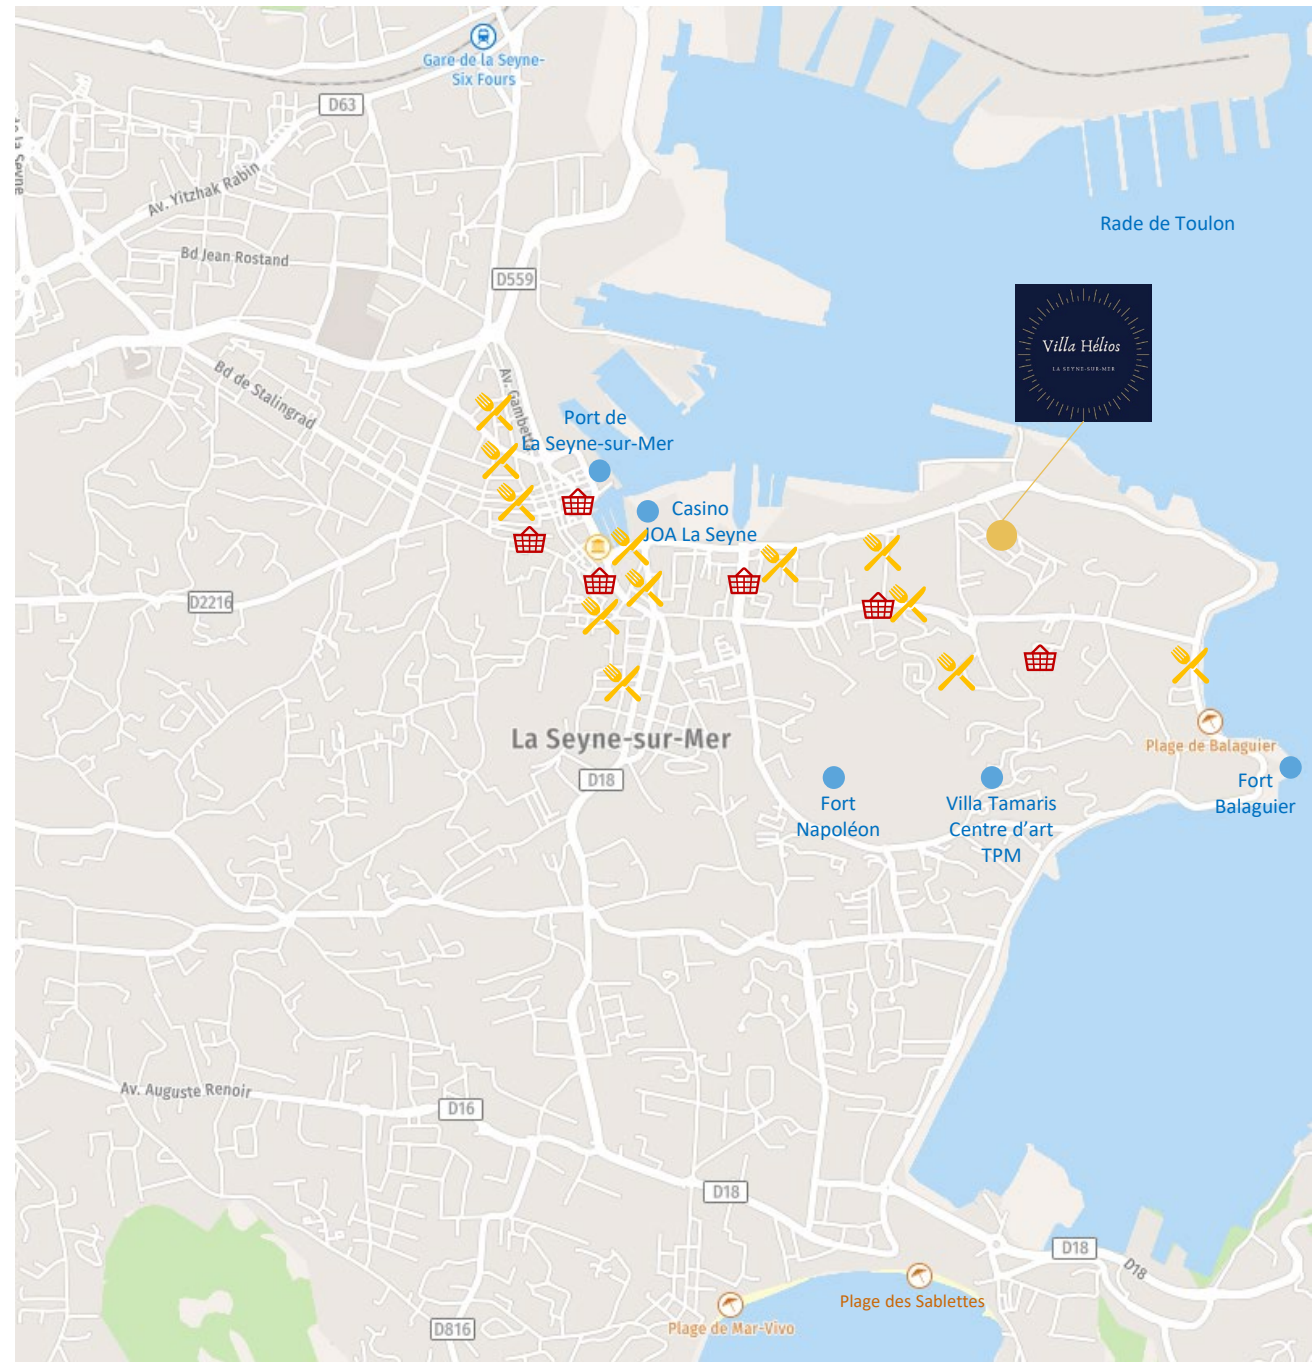 Gare de la Seyne-
Six Fours
D63
de la Seyne
Av. Yitzhak Rabin
Rade de Toulon
Bd Jean Rostand
D559
Villa Hélios
LA SEYNE-SUR-MER
Bd de Stalingrad
Av. Gambetta
Port de
La Seyne-sur-Mer
Casino
JOA La Seyne
D2216
La Seyne-sur-Mer
Plage de Balaguier
D18
Fort
Balaguier
Fort
Napoléon
Villa Tamaris
Centre d'art
TPM
Av. Auguste Renoir
D16
D18
D18
D18
Plage des Sablettes
Plage de Mar-Vivo
D816